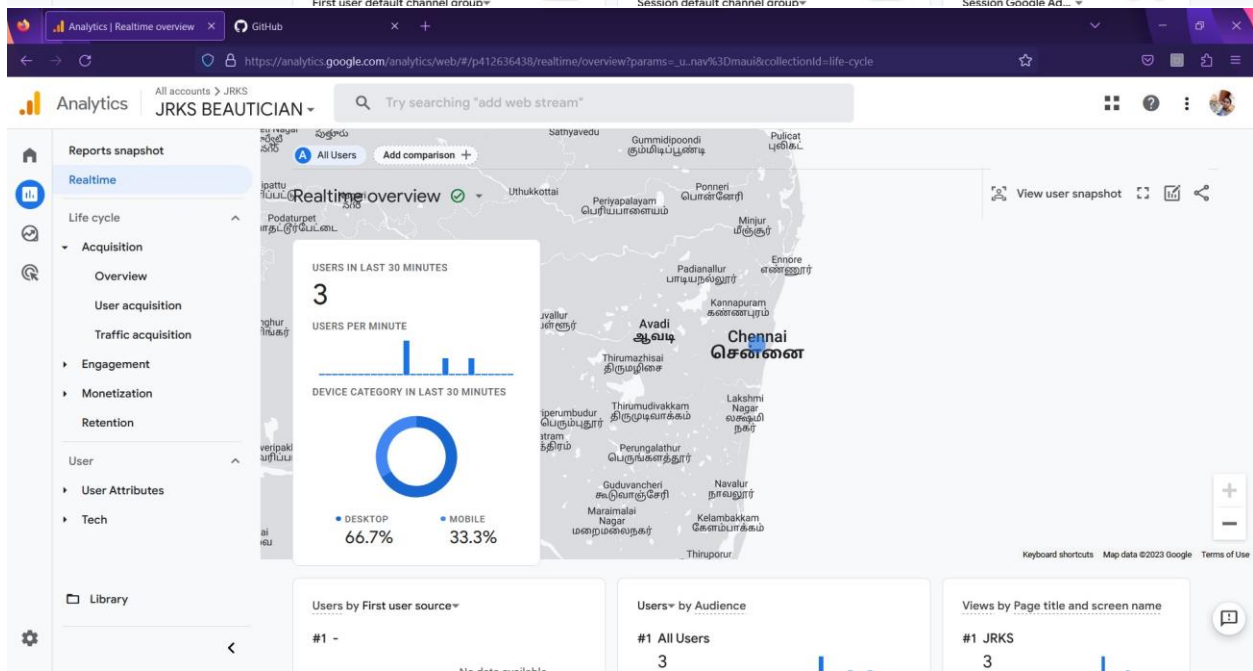 First user default channel group
Session default channel group
Session Google Ad...
Analytics | Realtime overview
GitHub
https://analytics.google.com/analytics/web/#/p412636438/realtime/overview?params=_u..nav%3Dmaui&collectionId=life-cycle
Analytics
All accounts > JRKS
JRKS BEAUTICIAN
Try searching "add web stream"
Reports snapshot
Realtime
Life cycle
Acquisition
Overview
User acquisition
Traffic acquisition
Engagement
Monetization
Retention
User
User Attributes
Tech
Library
A All Users
Add comparison +
Realtime overview
View user snapshot
USERS IN LAST 30 MINUTES
3
USERS PER MINUTE
DEVICE CATEGORY IN LAST 30 MINUTES
DESKTOP
66.7%
MOBILE
33.3%
Sathyavedu
Gummidipoondi
கும்மிடிப்பூண்டி
Pulicat
புலிகட்
Uthukkottai
Periyapalayam
பெரியபாளையம்
Ponneri
பொன்னேரி
Podaturpet
Minjur
மீஞ்சூர்
Ennore
எண்ணூர்
Padianallur
பாடியநல்லூர்
Kannapuram
கண்ணபுரம்
Avadi
ஆவடி
Chennai
சென்னை
Thirumazhisai
திருமழிசை
Thirumudivakkam
திருமுடிவாக்கம்
Lakshmi
Nagar
லக்ஷ்மி
நகர்
Perungalathur
பெருங்களத்தூர்
Guduvancheri
கூடுவாஞ்சேரி
Navalur
நாவலூர்
Maraimalai
Nagar
மறைமலைநகர்
Kelambakkam
கேளம்பாக்கம்
Thiruporur
Keyboard shortcuts
Map data ©2023 Google
Terms of Use
Users by First user source
#1 -
No data available
Users by Audience
#1 All Users
3
Views by Page title and screen name
#1 JRKS
3